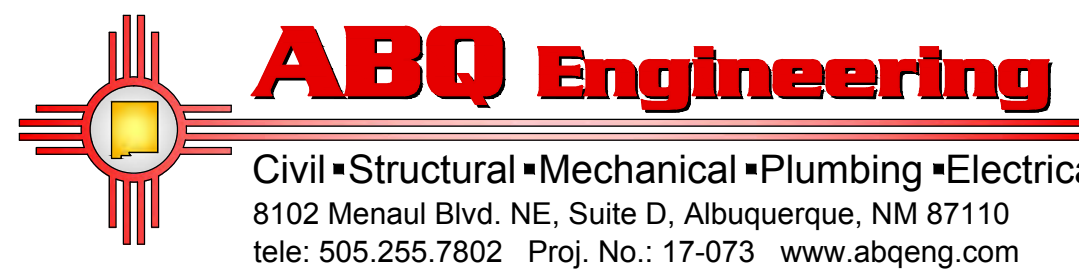 ABQ Engineering
Civil▪Structural▪Mechanical▪Plumbing ▪Electrica
8102 Menaul Blvd. NE, Suite D, Albuquerque, NM 87110
tele: 505.255.7802 Proj. No.: 17-073 www.abqeng.com